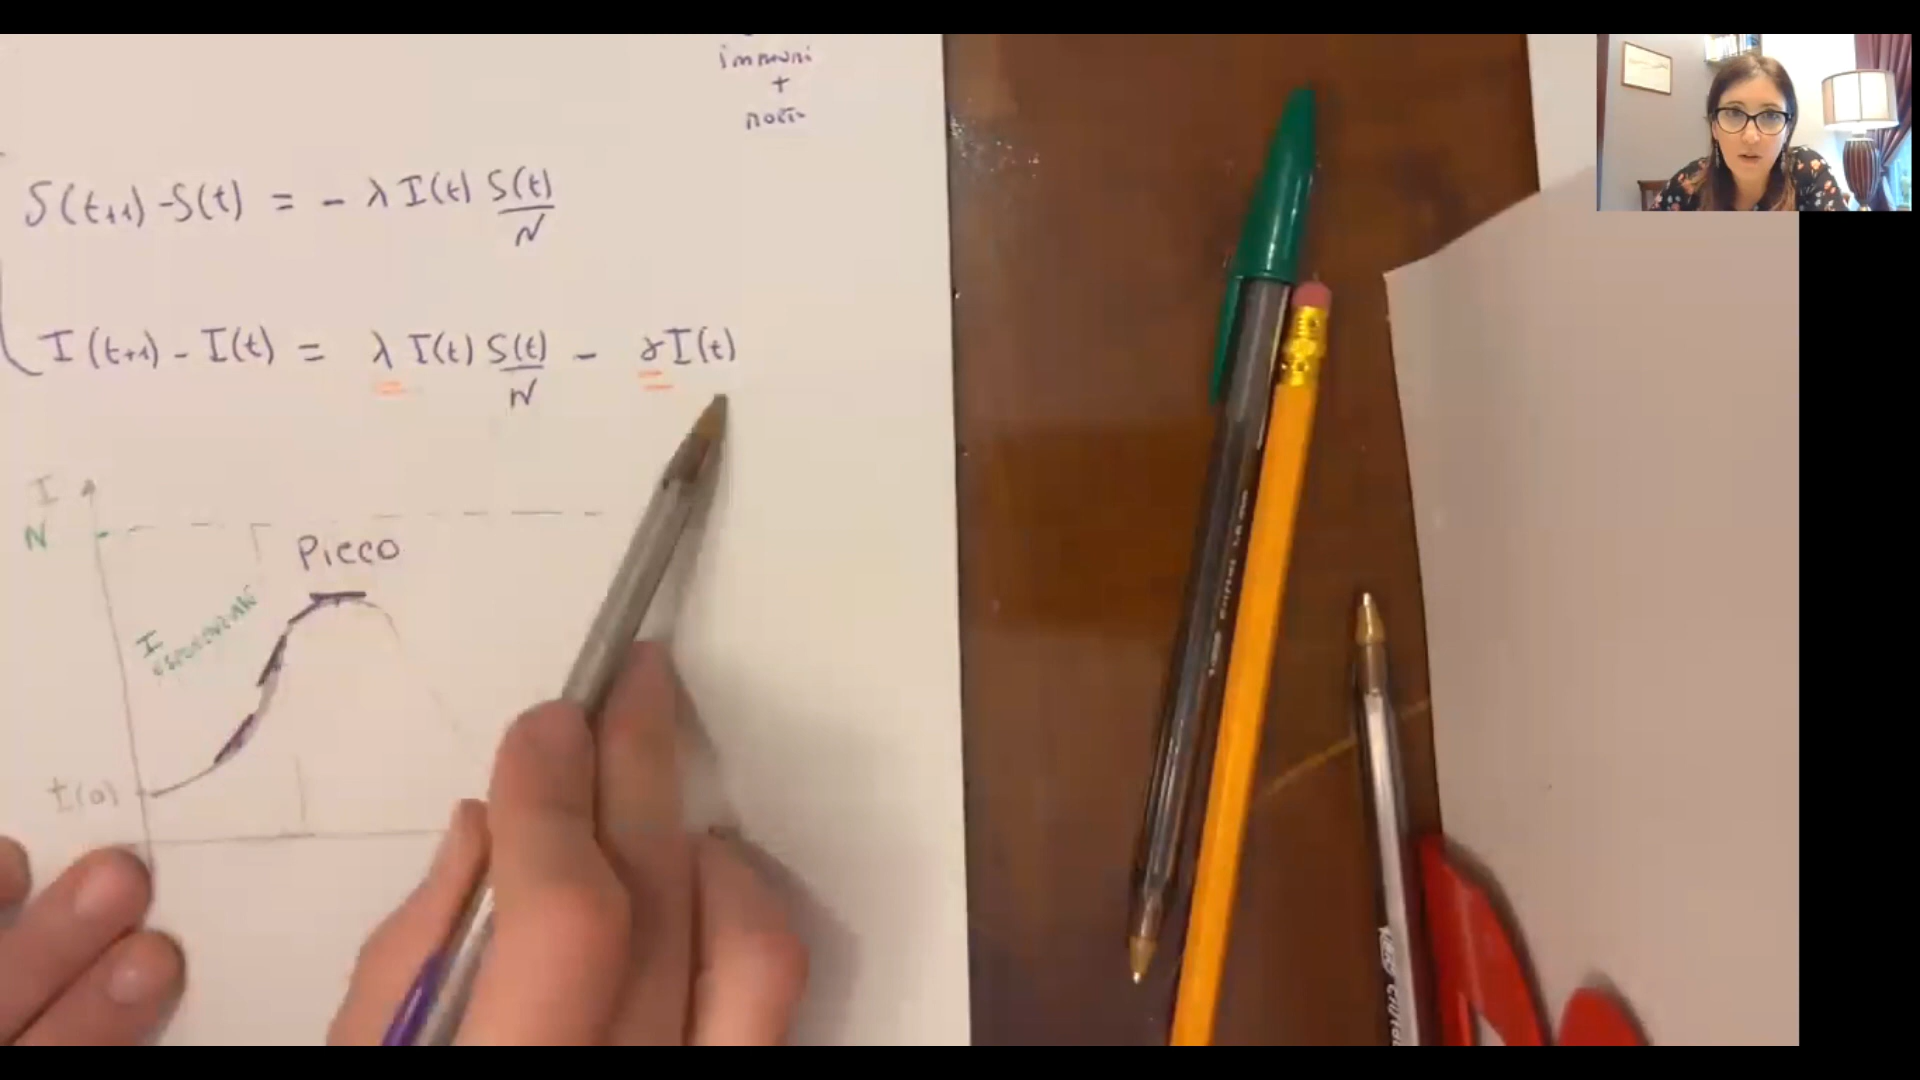 immuni
+
morti
S(t+1) - S(t) = - λ I(t) S(t)/N
I(t+1) - I(t) = λ I(t) S(t)/N - γ I(t)
I
N
Picco
I
I(0)